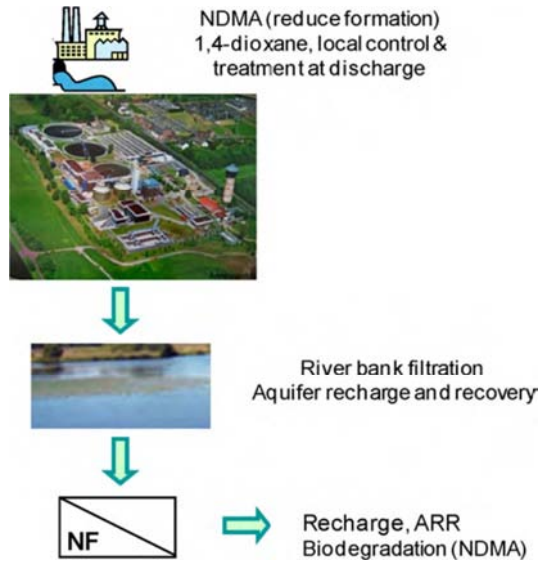 NDMA (reduce formation)
1,4-dioxane, local control &
treatment at discharge
River bank filtration
Aquifer recharge and recovery
NF
Recharge, ARR
Biodegradation (NDMA)